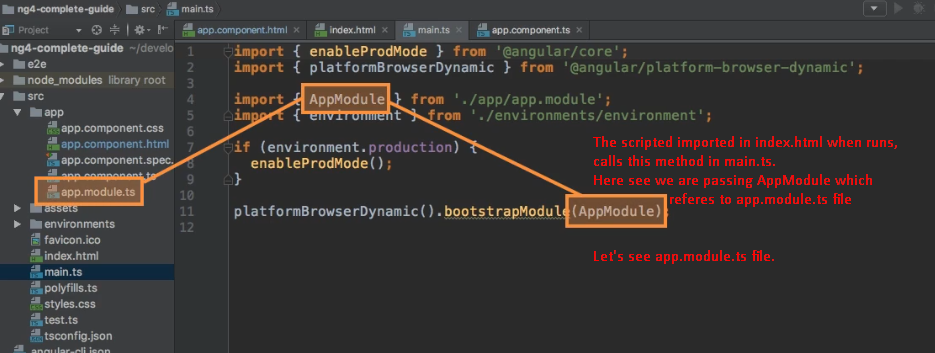 ng4-complete-guide src main.ts
Project
app.component.html index.html main.ts app.component.ts
ng4-complete-guide ~/develo
e2e
node_modules library root
src
app
app.component.css
app.component.html
app.component.spec.
app.component.ts
app.module.ts
assets
environments
favicon.ico
index.html
main.ts
polyfills.ts
styles.css
test.ts
tsconfig.json
angular-cli.json
1 import { enableProdMode } from '@angular/core';
2 import { platformBrowserDynamic } from '@angular/platform-browser-dynamic';
3
4 import { AppModule } from './app/app.module';
5 import { environment } from './environments/environment';
6
7 if (environment.production) {
8 enableProdMode();
9 }
10
11 platformBrowserDynamic().bootstrapModule(AppModule);
12
The scripted imported in index.html when runs,
calls this method in main.ts.
Here see we are passing AppModule which
referes to app.module.ts file
Let's see app.module.ts file.